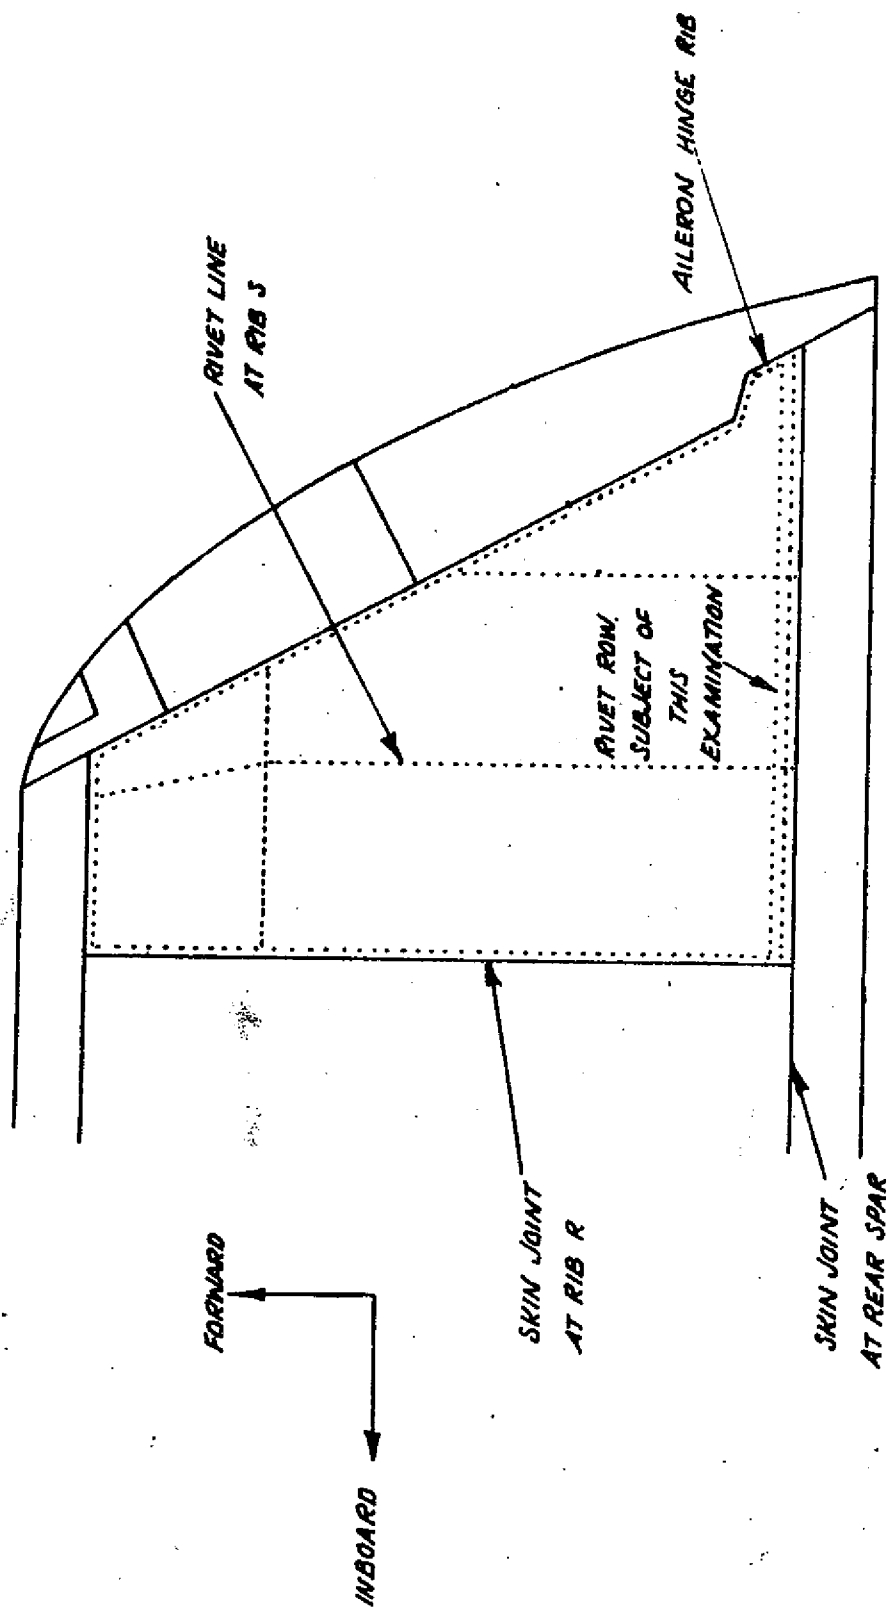 RIVET LINE
AT RIB S
AILERON HINGE RIB
RIVET ROW.
SUBJECT OF
THIS
EXAMINATION
FORWARD
INBOARD
SKIN JOINT
AT RIB R
SKIN JOINT
AT REAR SPAR